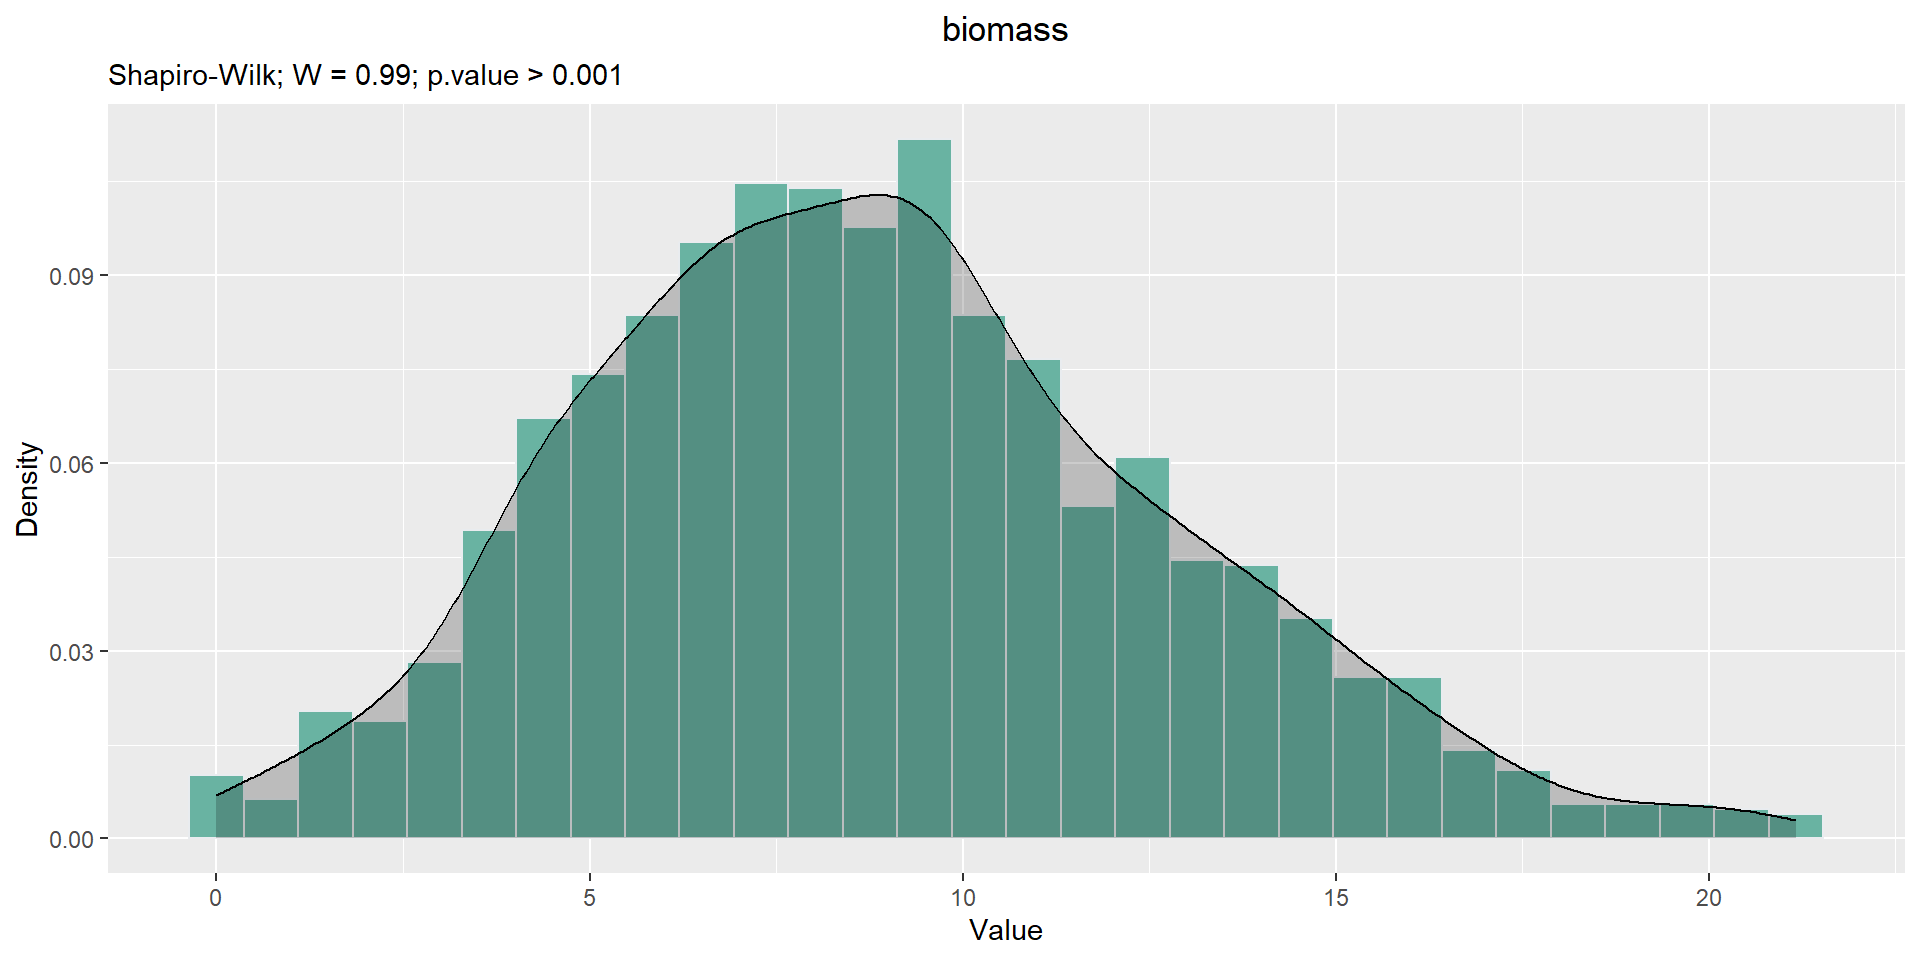 biomass
Shapiro-Wilk; W = 0.99; p.value > 0.001
Density
0.09
0.06
0.03
0.00
0 5 10 15 20
Value